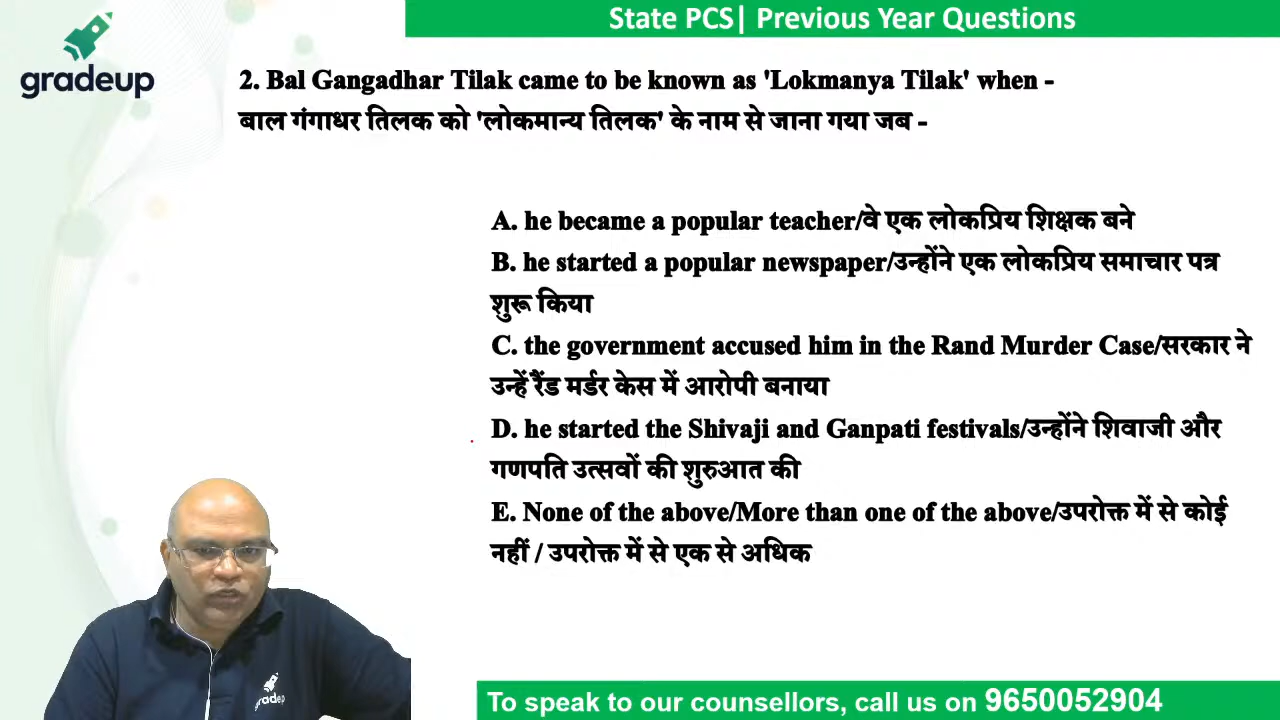 State PCS| Previous Year Questions
gradeup
2. Bal Gangadhar Tilak came to be known as 'Lokmanya Tilak' when -
बाल गंगाधर तिलक को 'लोकमान्य तिलक' के नाम से जाना गया जब -
A. he became a popular teacher/वे एक लोकप्रिय शिक्षक बने
B. he started a popular newspaper/उन्होंने एक लोकप्रिय समाचार पत्र
शुरू किया
C. the government accused him in the Rand Murder Case/सरकार ने
उन्हें रैंड मर्डर केस में आरोपी बनाया
D. he started the Shivaji and Ganpati festivals/उन्होंने शिवाजी और
गणपति उत्सवों की शुरुआत की
E. None of the above/More than one of the above/उपरोक्त में से कोई
नहीं / उपरोक्त में से एक से अधिक
gradeup
To speak to our counsellors, call us on 9650052904